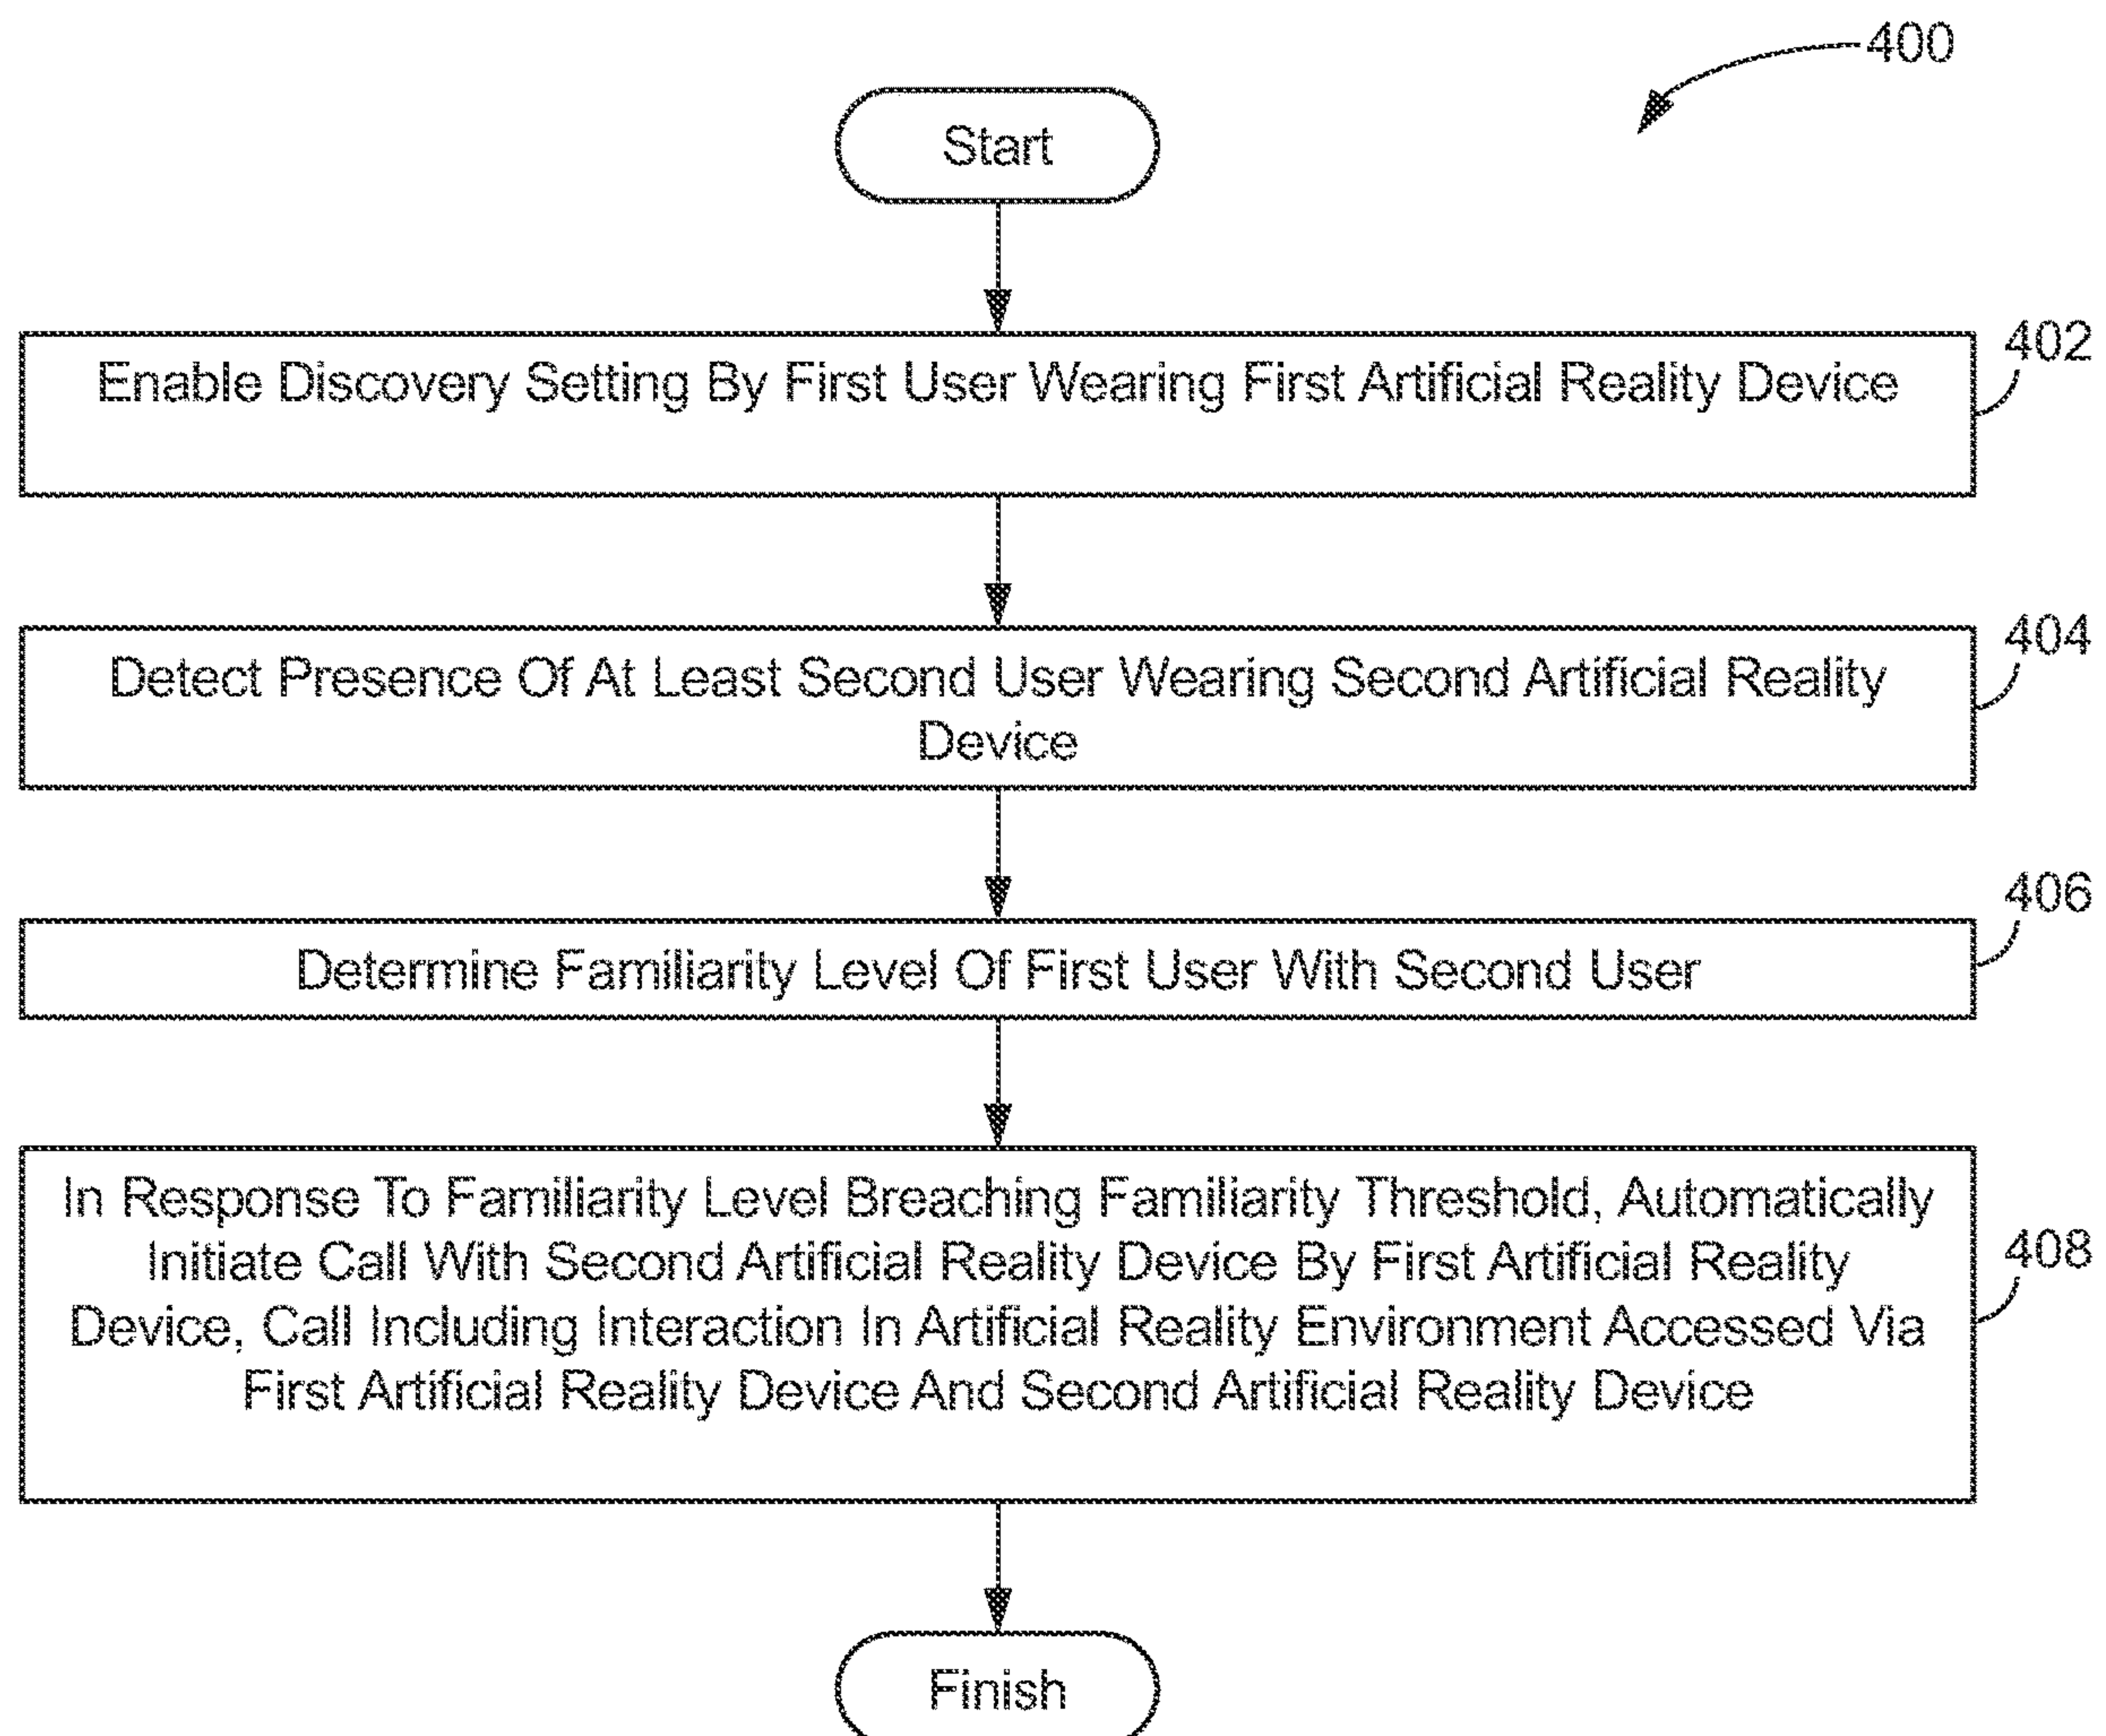 400
Start
402
Enable Discovery Setting By First User Wearing First Artificial Reality Device
404
Detect Presence Of At Least Second User Wearing Second Artificial Reality
Device
406
Determine Familiarity Level Of First User With Second User
In Response To Familiarity Level Breaching Familiarity Threshold, Automatically
Initiate Call With Second Artificial Reality Device By First Artificial Reality
408
Device, Call Including Interaction In Artificial Reality Environment Accessed Via
First Artificial Reality Device And Second Artificial Reality Device
Finish